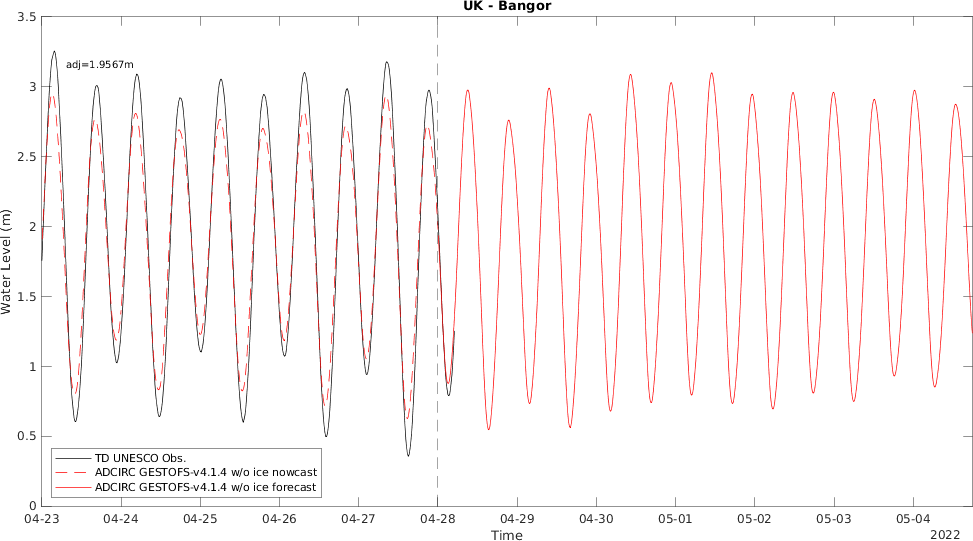 UK - Bangor
3.5
3
2.5
2
1.5
1
0.5
0
Water Level (m)
adj=1.9567m
TD UNESCO Obs.
ADCIRC GESTOFS-v4.1.4 w/o ice nowcast
ADCIRC GESTOFS-v4.1.4 w/o ice forecast
04-23 04-24 04-25 04-26 04-27 04-28 04-29 04-30 05-01 05-02 05-03 05-04
Time
2022